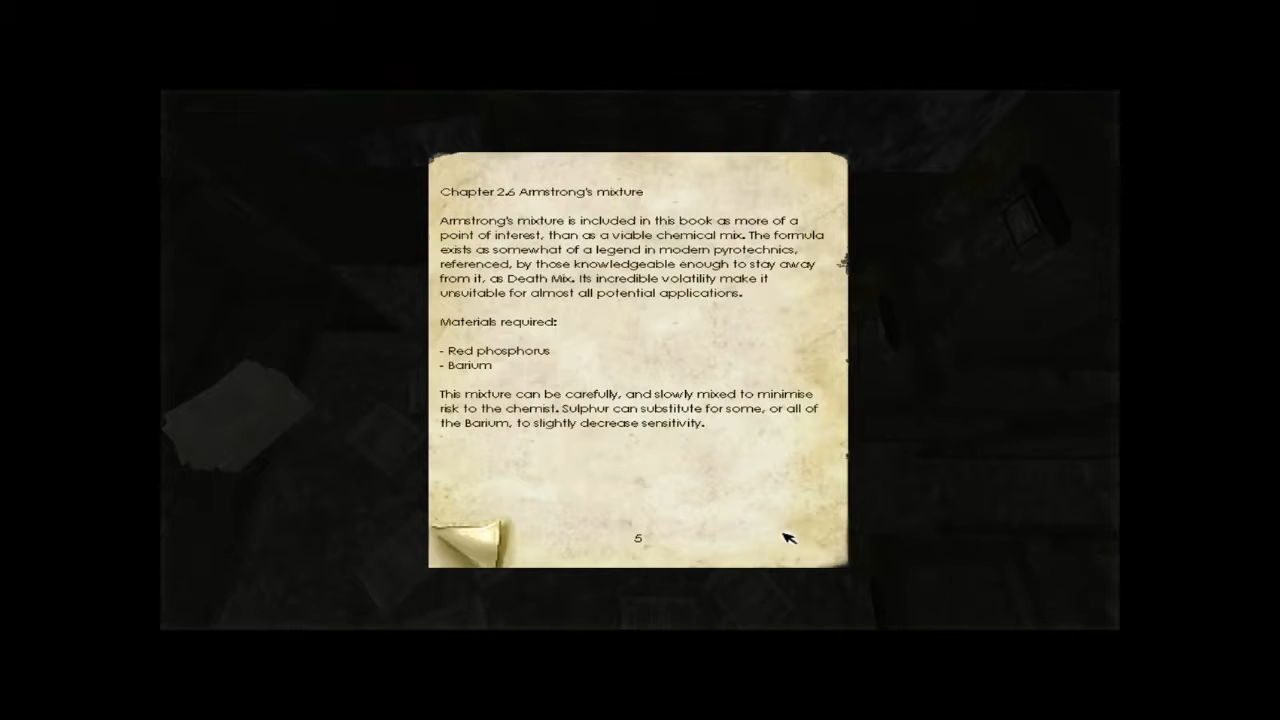 Chapter 2.6 Armstrong's mixture
Armstrong's mixture is included in this book as more of a
point of interest, than as a viable chemical mix. The formula
exists as somewhat of a legend in modern pyrotechnics,
referenced, by those knowledgeable enough to stay away
from it, as Death Mix. Its incredible volatility make it
unsuitable for almost all potential applications.
Materials required:
- Red phosphorus
- Barium
This mixture can be carefully, and slowly mixed to minimise
risk to the chemist. Sulphur can substitute for some, or all of
the Barium, to slightly decrease sensitivity.
5